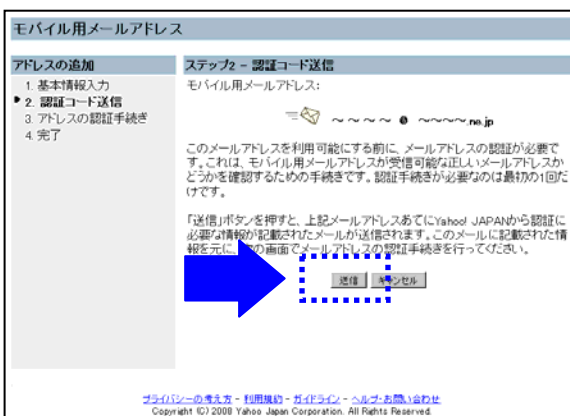 モバイル用メールアドレス
アドレスの追加
1. 基本情報入力
2. 認証コード送信
3. アドレスの認証手続き
4. 完了
ステップ2 - 認証コード送信
モバイル用メールアドレス:
~~~~@~~~~.ne.jp
このメールアドレスを利用可能にする前に、メールアドレスの認証が必要で
す。これは、モバイル用メールアドレスが受信可能な正しいメールアドレスか
どうかを確認するための手続きです。認証手続きが必要なのは最初の1回だ
けです。
「送信」ボタンを押すと、上記メールアドレスあてにYahoo! JAPANから認証に
必要な情報が記載されたメールが送信されます。このメールに記載された情
報を元に、次の画面でメールアドレスの認証手続きを行ってください。
送信 キャンセル
プライバシーの考え方 - 利用規約 - ガイドライン - ヘルプ・お問い合わせ
Copyright (C) 2008 Yahoo Japan Corporation. All Rights Reserved.